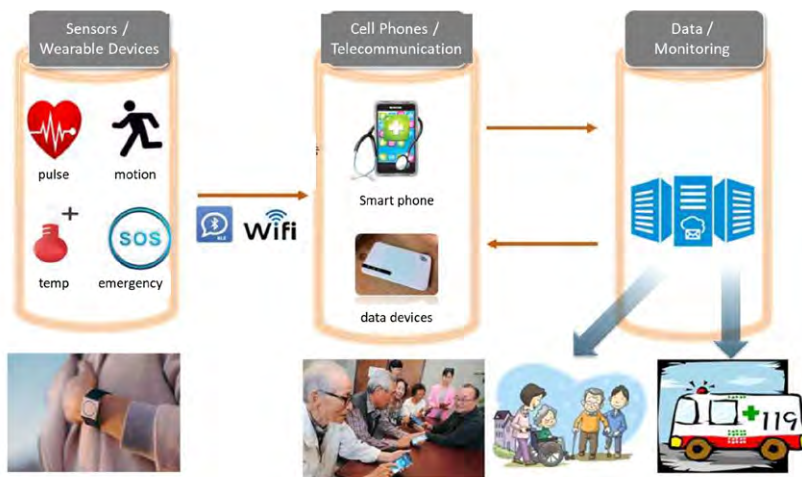 Sensors /
Wearable Devices
Cell Phones /
Telecommunication
Data /
Monitoring
pulse
motion
temp
SOS
emergency
Wifi
e
Smart phone
data devices
119